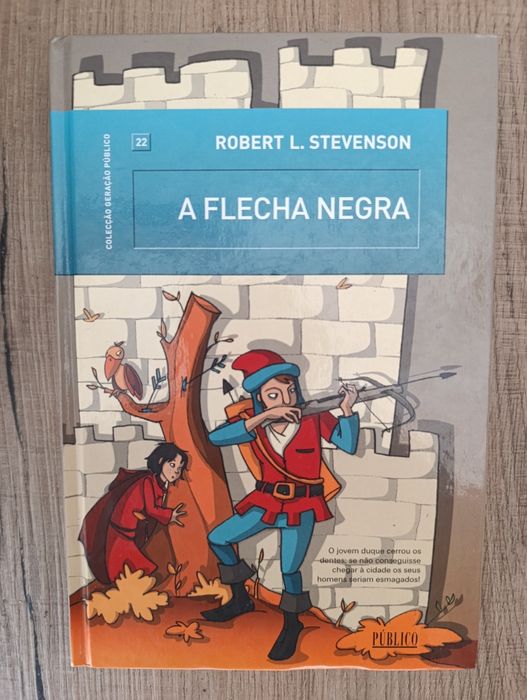 COLECÇÃO GERAÇÃO PÚBLICO
22
ROBERT L. STEVENSON
A FLECHA NEGRA
O jovem duque cerrou os
dentes: se não conseguisse
chegar à cidade os seus
homens seriam esmagados!
PÚBLICO